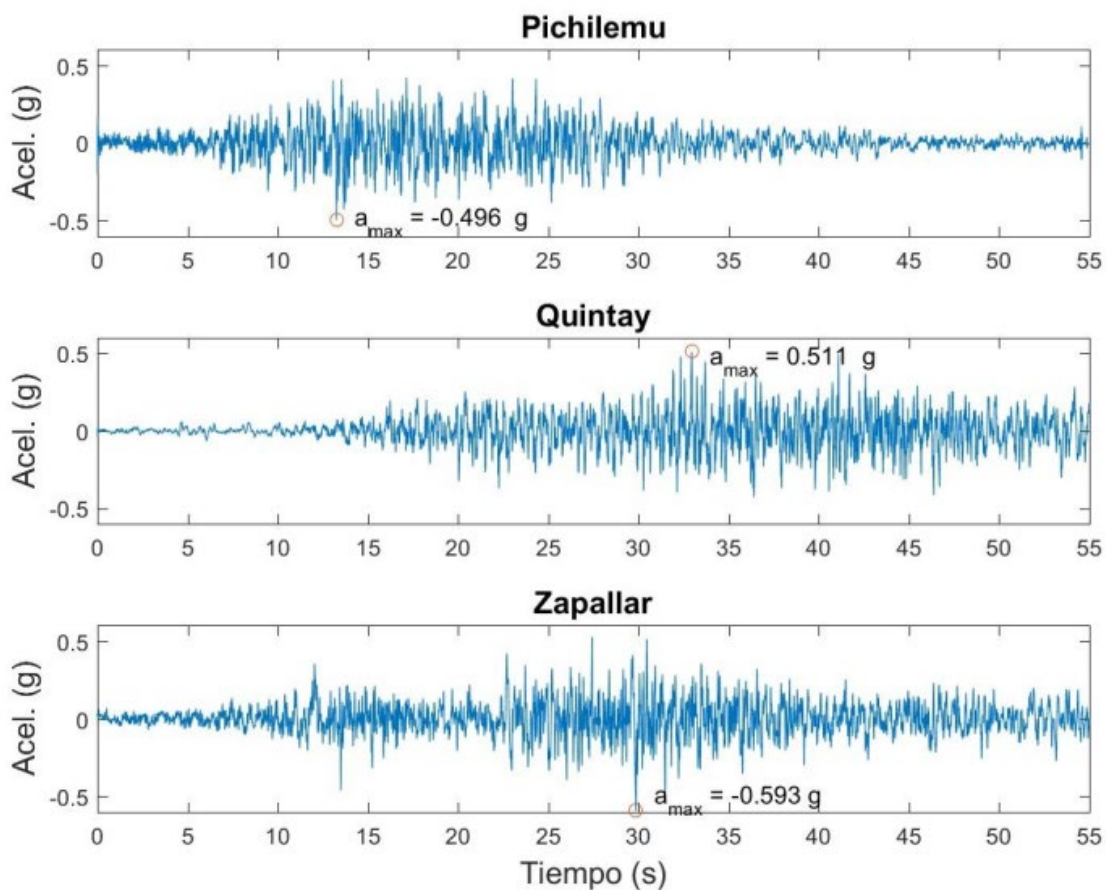 Pichilemu
Acel. (g)
0.5
0
-0.5
a_max = -0.496 g
0 5 10 15 20 25 30 35 40 45 50 55
Quintay
Acel. (g)
0.5
0
-0.5
a_max = 0.511 g
0 5 10 15 20 25 30 35 40 45 50 55
Zapallar
Acel. (g)
0.5
0
-0.5
a_max = -0.593 g
0 5 10 15 20 25 30 35 40 45 50 55
Tiempo (s)